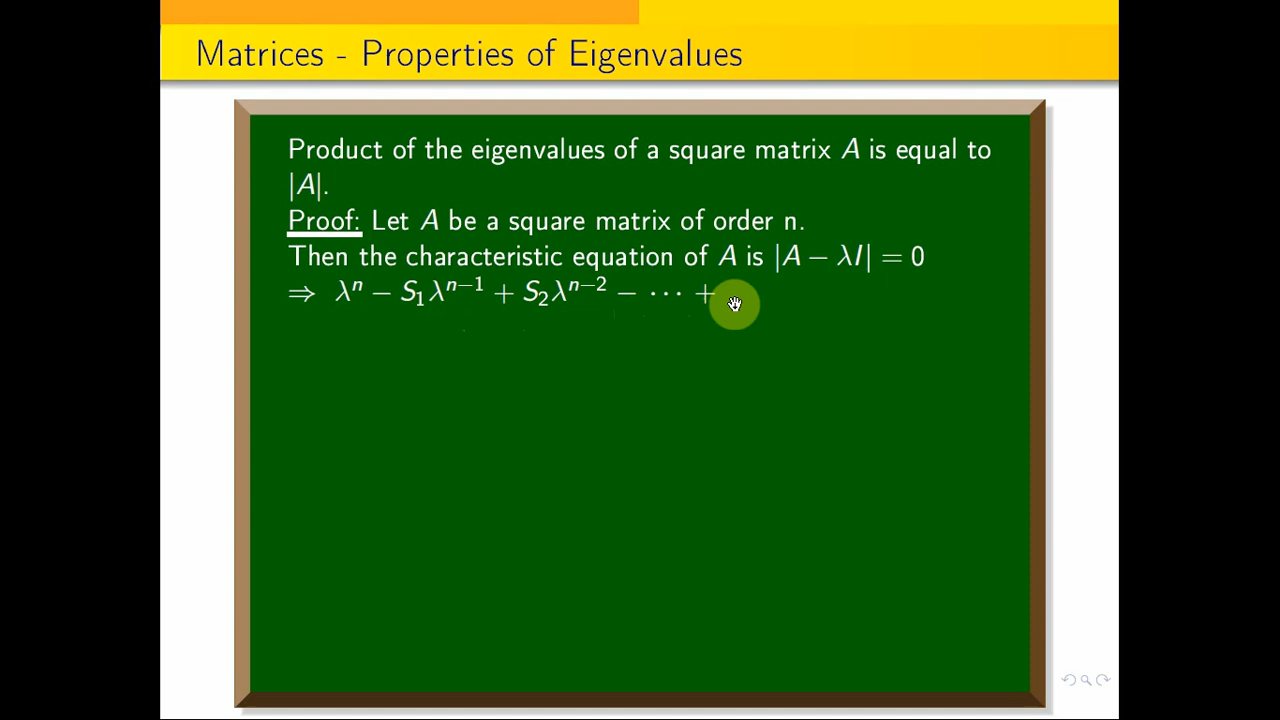 Matrices - Properties of Eigenvalues
Product of the eigenvalues of a square matrix A is equal to
|A|.
Proof: Let A be a square matrix of order n.
Then the characteristic equation of A is |A − λI| = 0
⇒ λⁿ − S₁λⁿ⁻¹ + S₂λⁿ⁻² − ⋯ +